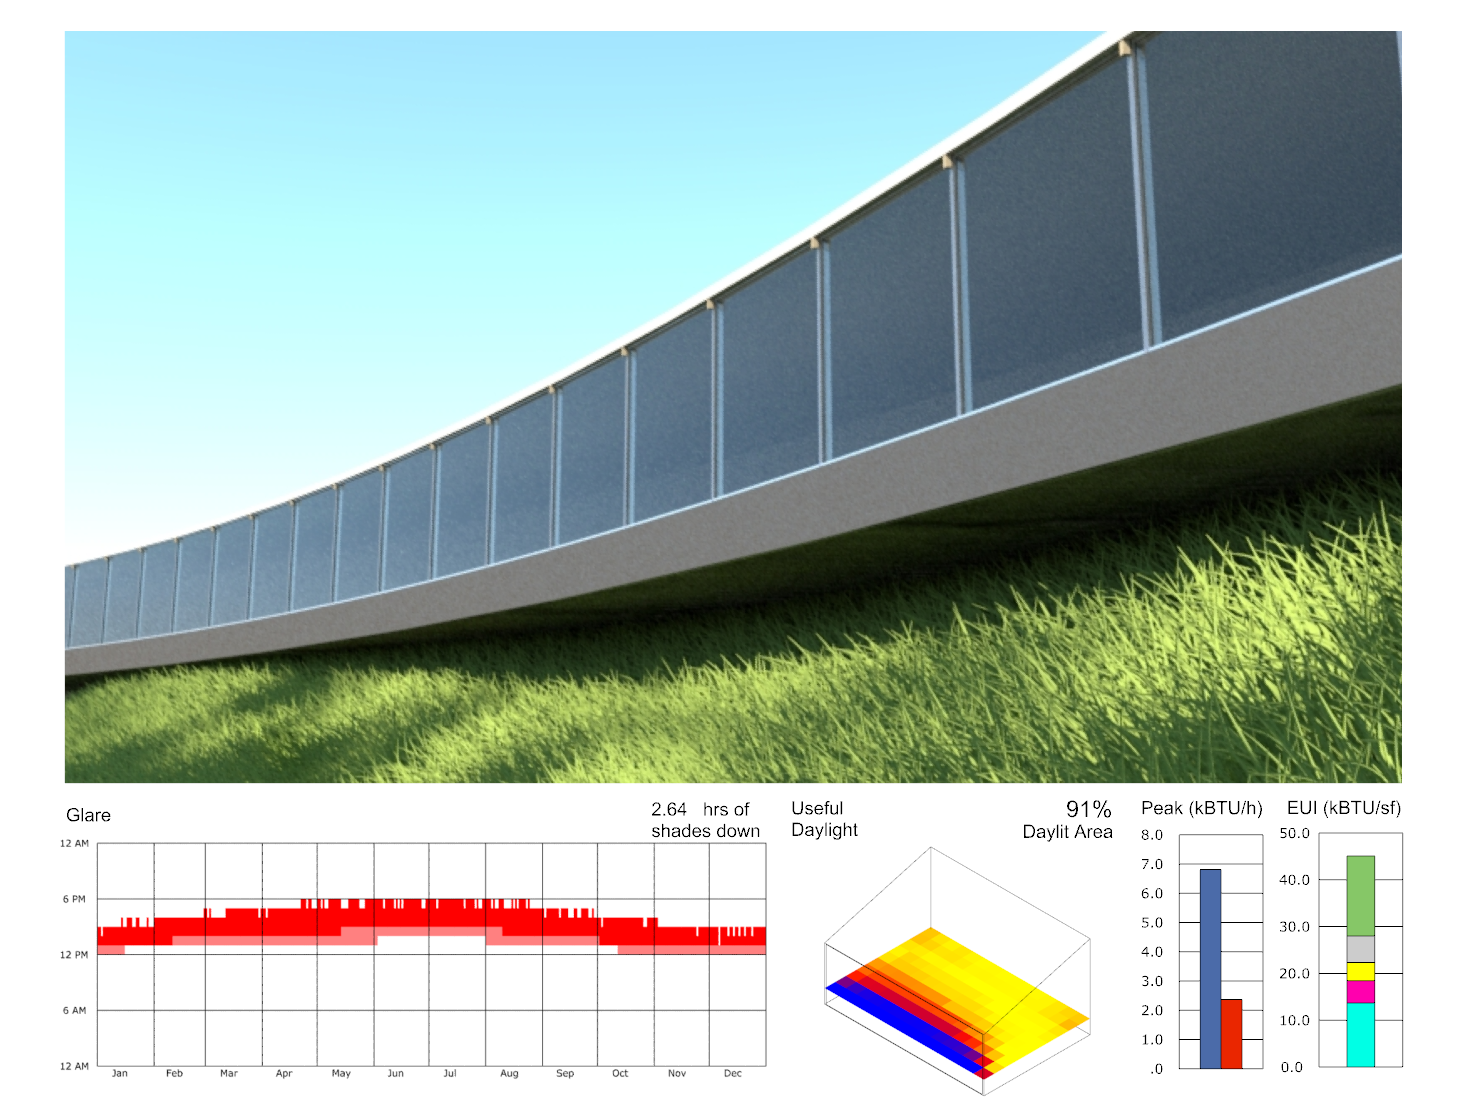 Glare
2.64 hrs of
shades down
12 AM
6 PM
12 PM
6 AM
12 AM
Jan Feb Mar Apr May Jun Jul Aug Sep Oct Nov Dec
Useful
Daylight
91%
Daylit Area
Peak (kBTU/h)
8.0
7.0
6.0
5.0
4.0
3.0
2.0
1.0
.0
EUI (kBTU/sf)
50.0
40.0
30.0
20.0
10.0
0.0